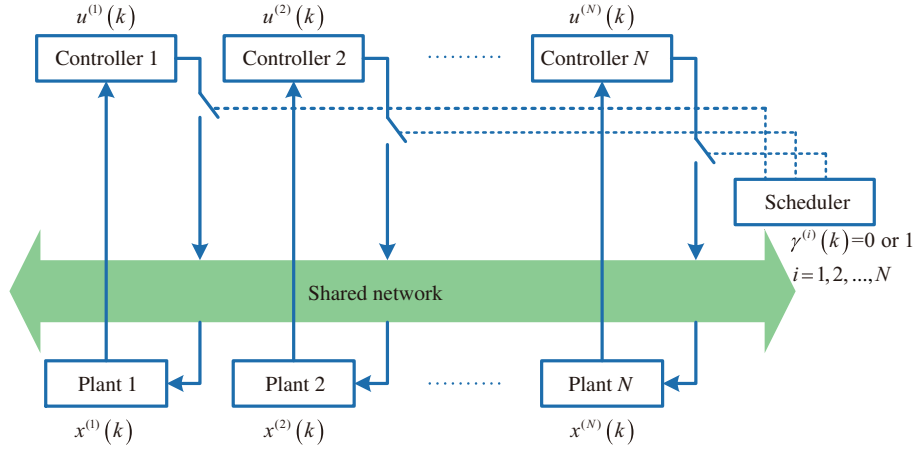 u^{(1)}(k)
u^{(2)}(k)
u^{(N)}(k)
Controller 1
Controller 2
Controller N
Scheduler
γ^{(i)}(k)=0 or 1
i=1, 2, ..., N
Shared network
Plant 1
Plant 2
Plant N
x^{(1)}(k)
x^{(2)}(k)
x^{(N)}(k)